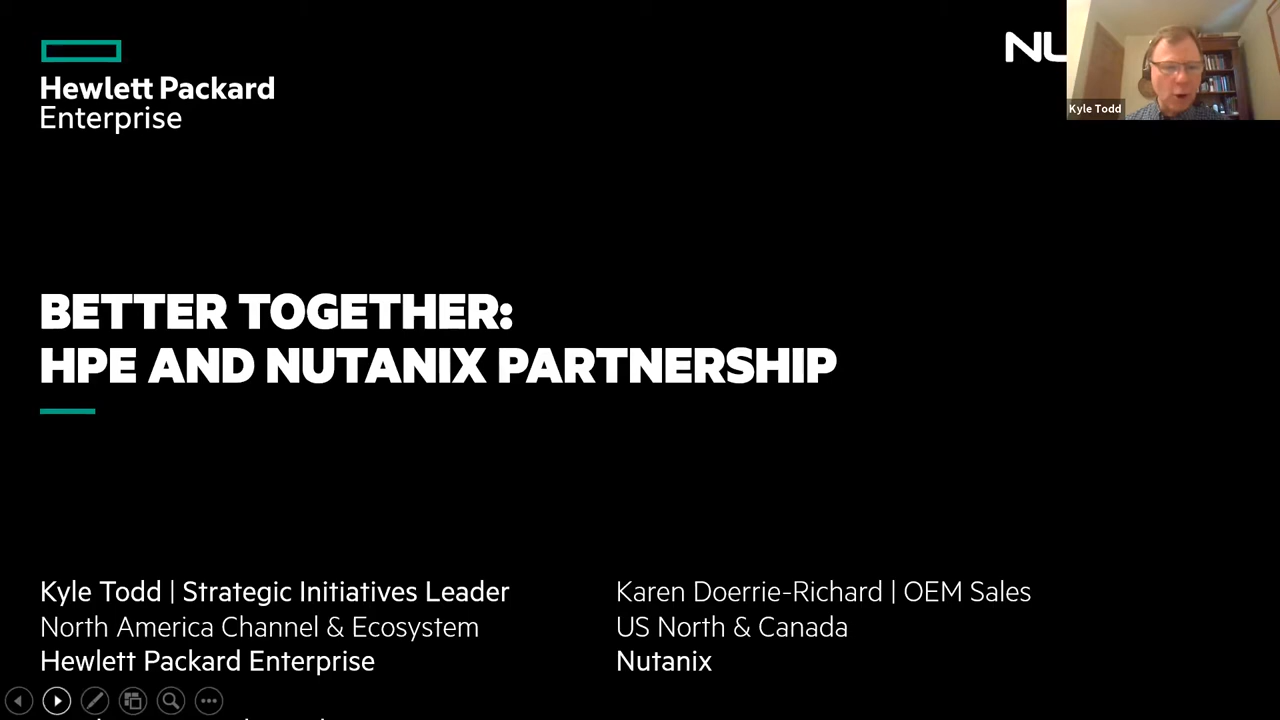 Hewlett Packard
Enterprise
NU
Kyle Todd
BETTER TOGETHER:
HPE AND NUTANIX PARTNERSHIP
Kyle Todd | Strategic Initiatives Leader
North America Channel & Ecosystem
Hewlett Packard Enterprise
Karen Doerrie-Richard | OEM Sales
US North & Canada
Nutanix